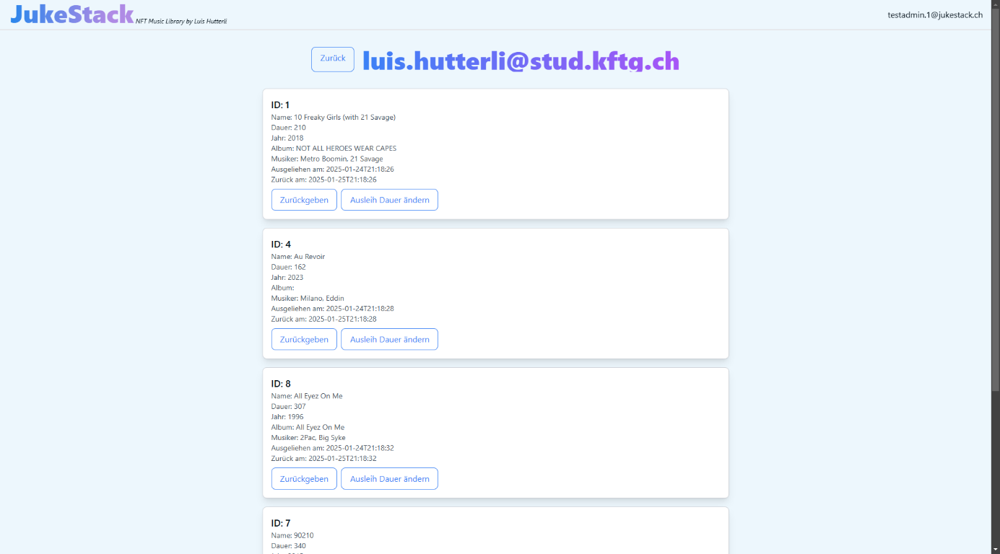 JukeStack NFT Music Library by Luis Hutterli
testadmin.1@jukestack.ch
Zurück luis.hutterli@stud.kftg.ch
ID: 1
Name: 10 Freaky Girls (with 21 Savage)
Dauer: 210
Jahr: 2018
Album: NOT ALL HEROES WEAR CAPES
Musiker: Metro Boomin, 21 Savage
Ausgeliehen am: 2025-01-24T21:18:26
Zurück am: 2025-01-25T21:18:26
Zurückgeben Ausleih Dauer ändern
ID: 4
Name: Au Revoir
Dauer: 162
Jahr: 2023
Album:
Musiker: Milano, Eddin
Ausgeliehen am: 2025-01-24T21:18:28
Zurück am: 2025-01-25T21:18:28
Zurückgeben Ausleih Dauer ändern
ID: 8
Name: All Eyez On Me
Dauer: 307
Jahr: 1996
Album: All Eyez On Me
Musiker: 2Pac, Big Syke
Ausgeliehen am: 2025-01-24T21:18:32
Zurück am: 2025-01-25T21:18:32
Zurückgeben Ausleih Dauer ändern
ID: 7
Name: 90210
Dauer: 340